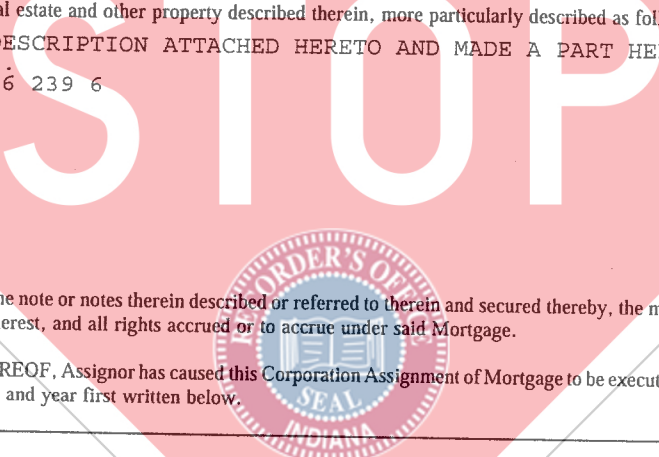 al estate and other property described therein, more particularly described as fol
DESCRIPTION ATTACHED HERETO AND MADE A PART HE
6 239 6
STOP
RECORDER'S OFFICE
ne note or notes therein described or referred to therein and secured thereby, the m
erest, and all rights accrued or to accrue under said Mortgage.
REOF, Assignor has caused this Corporation Assignment of Mortgage to be execut
and year first written below.
SEAL
INDIANA